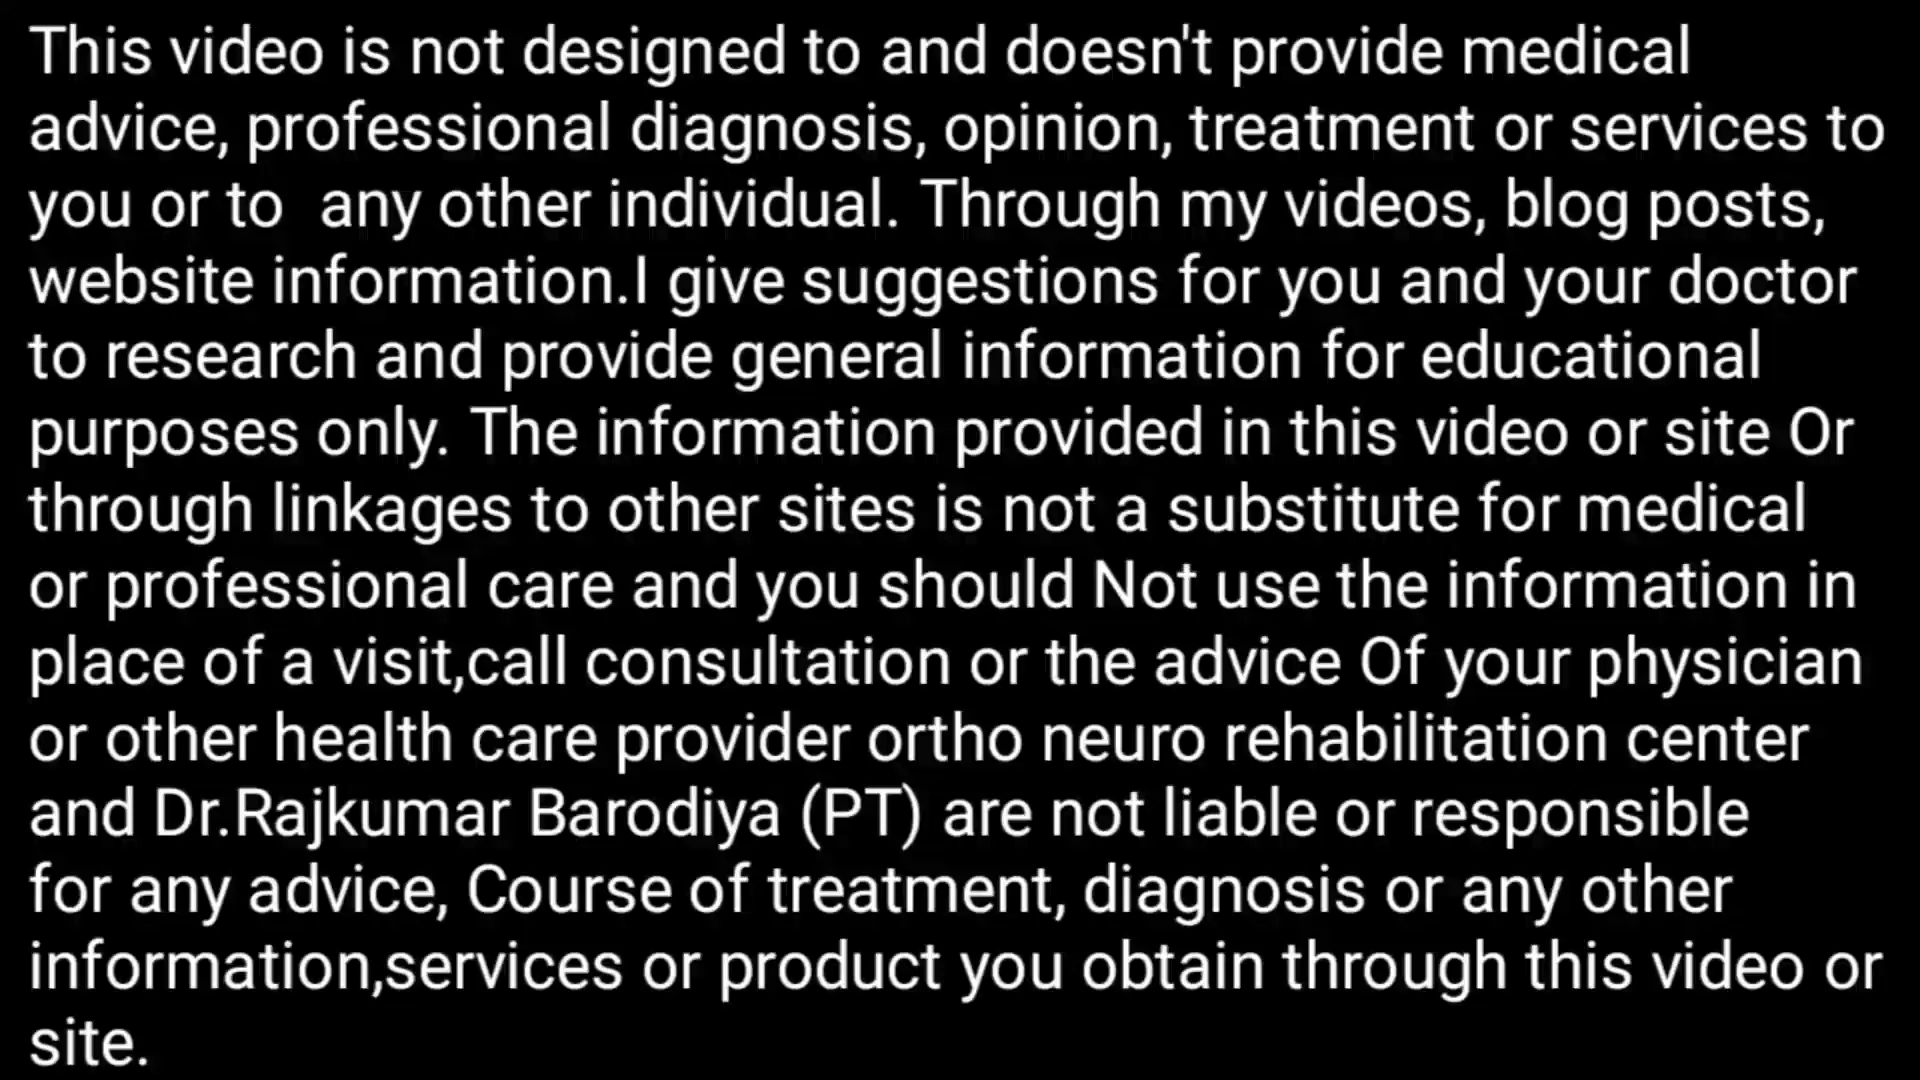 This video is not designed to and doesn't provide medical
advice, professional diagnosis, opinion, treatment or services to
you or to  any other individual. Through my videos, blog posts,
website information.I give suggestions for you and your doctor
to research and provide general information for educational
purposes only. The information provided in this video or site Or
through linkages to other sites is not a substitute for medical
or professional care and you should Not use the information in
place of a visit,call consultation or the advice Of your physician
or other health care provider ortho neuro rehabilitation center
and Dr.Rajkumar Barodiya (PT) are not liable or responsible
for any advice, Course of treatment, diagnosis or any other
information,services or product you obtain through this video or
site.